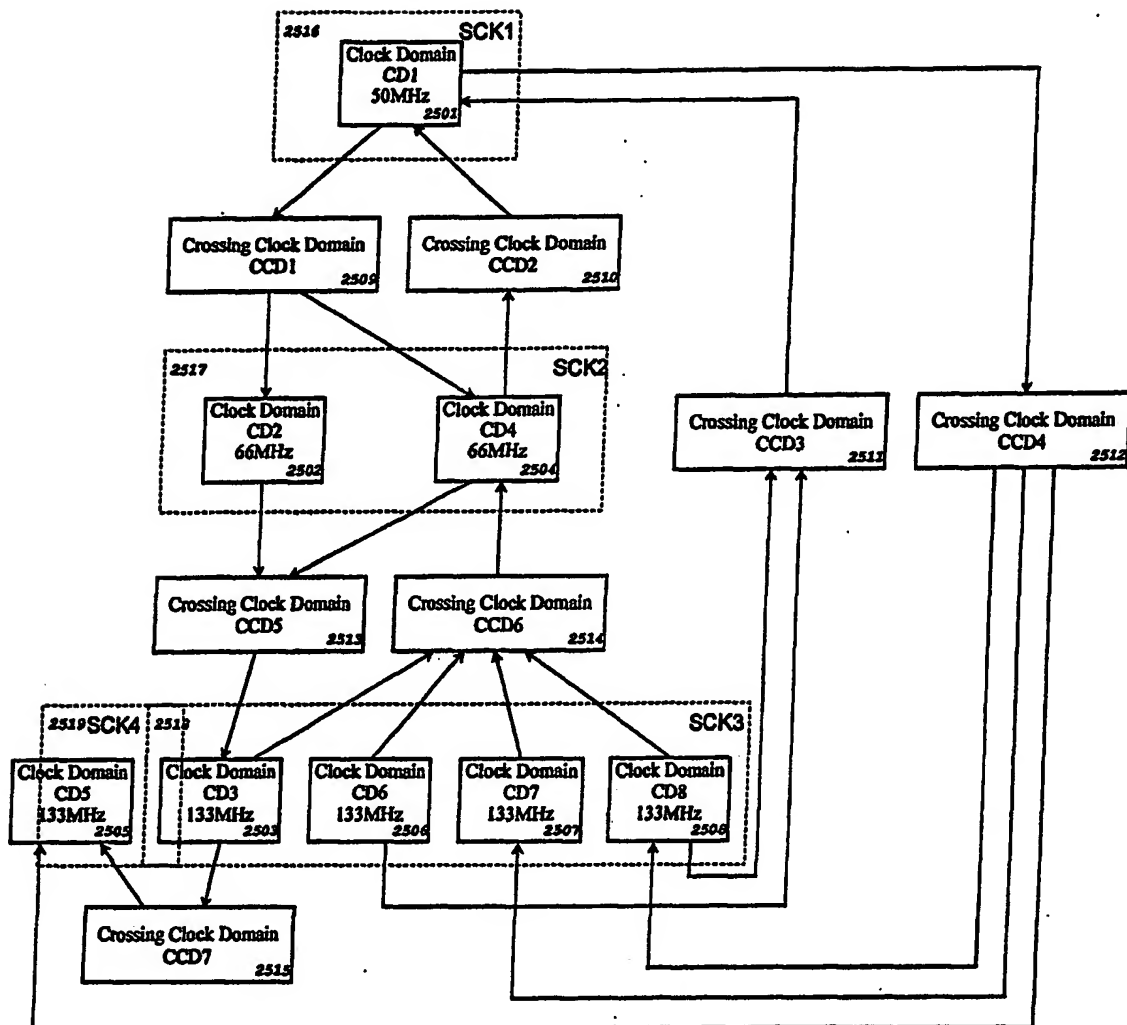 2516 SCK1
Clock Domain
CD1
50MHz
2501
Crossing Clock Domain
CCD1
2509
Crossing Clock Domain
CCD2
2510
2517 SCK2
Clock Domain
CD2
66MHz
2502
Clock Domain
CD4
66MHz
2504
Crossing Clock Domain
CCD3
2511
Crossing Clock Domain
CCD4
2512
Crossing Clock Domain
CCD5
2513
Crossing Clock Domain
CCD6
2514
2519 SCK4
2518 SCK3
Clock Domain
CD5
133MHz
2505
Clock Domain
CD3
133MHz
2503
Clock Domain
CD6
133MHz
2506
Clock Domain
CD7
133MHz
2507
Clock Domain
CD8
133MHz
2508
Crossing Clock Domain
CCD7
2515